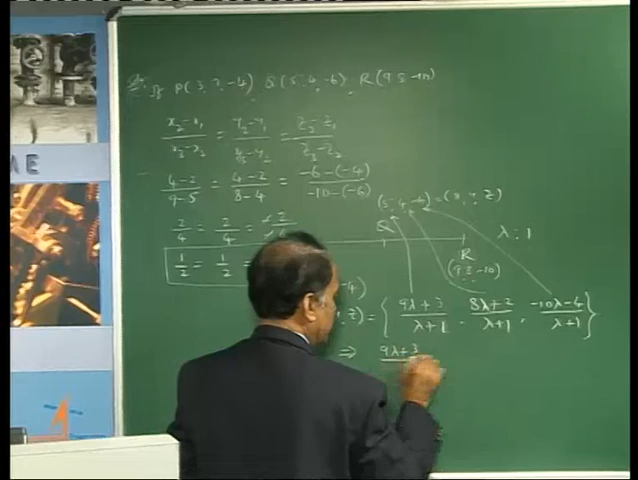 If P(3, 2, -4) Q(5, 4, -6) R(9 8 -10)
x₂-x₁/x₃-x₂ = y₂-y₁/y₃-y₂ = z₂-z₁/z₃-z₂
4-2/9-5 = 4-2/8-4 = -6-(-4)/-10-(-6)
2/4 = 2/4 =
1/2 = 1/2 =
(5, 4, -6) = (x, y, z)
Q
λ : 1
R
(9 8 -10)
-4)
z) = { 9λ+3/λ+1 , 8λ+2/λ+1 , -10λ-4/λ+1 }
⇒ 9λ+3
ME